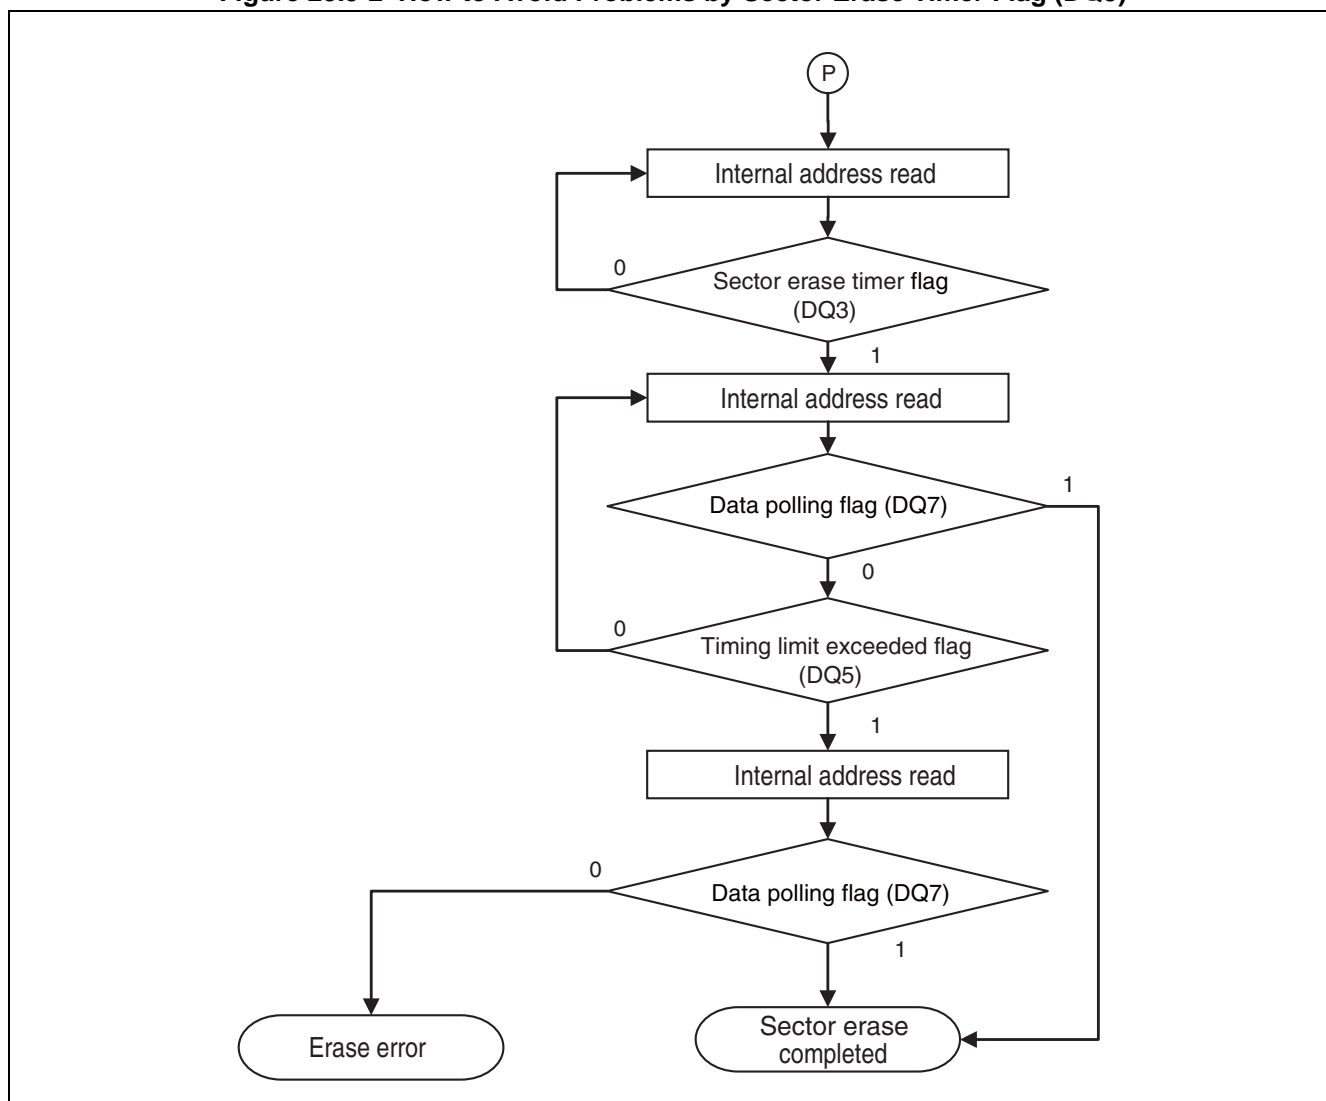 P
Internal address read
0
Sector erase timer flag
(DQ3)
1
Internal address read
1
Data polling flag (DQ7)
0
0
Timing limit exceeded flag
(DQ5)
1
Internal address read
0
Data polling flag (DQ7)
1
Sector erase
completed
Erase error